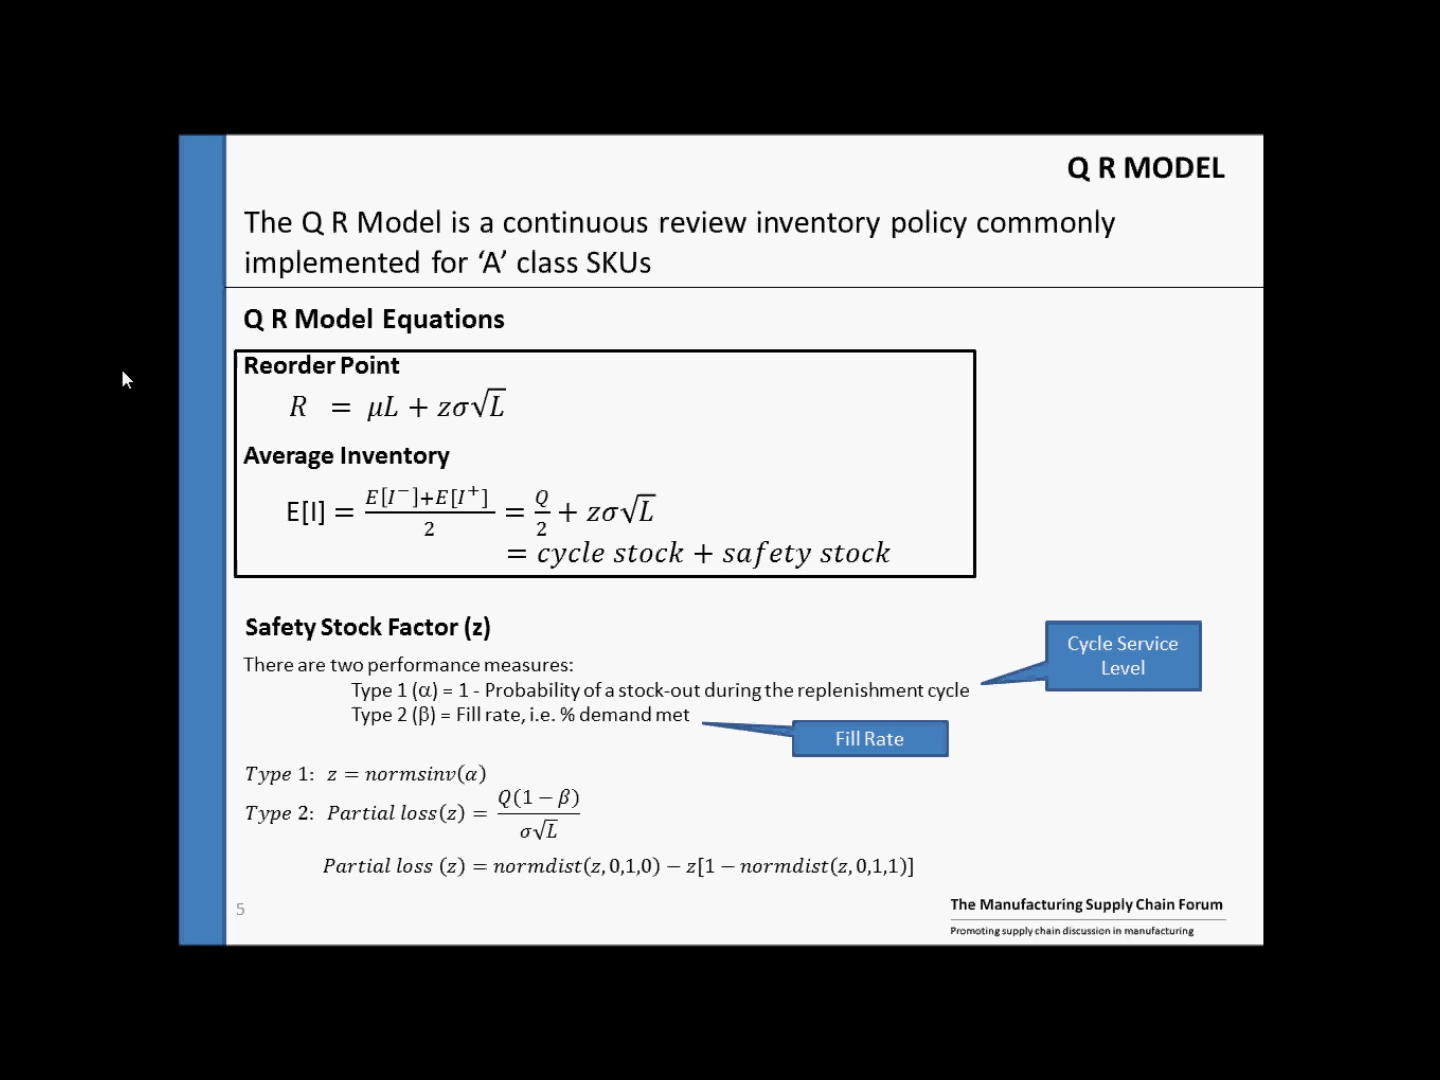 Q R MODEL
The Q R Model is a continuous review inventory policy commonly
implemented for ‘A’ class SKUs
Q R Model Equations
Reorder Point
R = μL + zσ√L
Average Inventory
E[I] = (E[I⁻]+E[I⁺])/2 = Q/2 + zσ√L
= cycle stock + safety stock
Safety Stock Factor (z)
There are two performance measures:
Type 1 (α) = 1 - Probability of a stock-out during the replenishment cycle
Type 2 (β) = Fill rate, i.e. % demand met
Cycle Service
Level
Fill Rate
Type 1: z = normsinv(α)
Type 2: Partial loss(z) = Q(1 − β)/σ√L
Partial loss (z) = normdist(z, 0,1,0) − z[1 − normdist(z, 0,1,1)]
5
The Manufacturing Supply Chain Forum
Promoting supply chain discussion in manufacturing